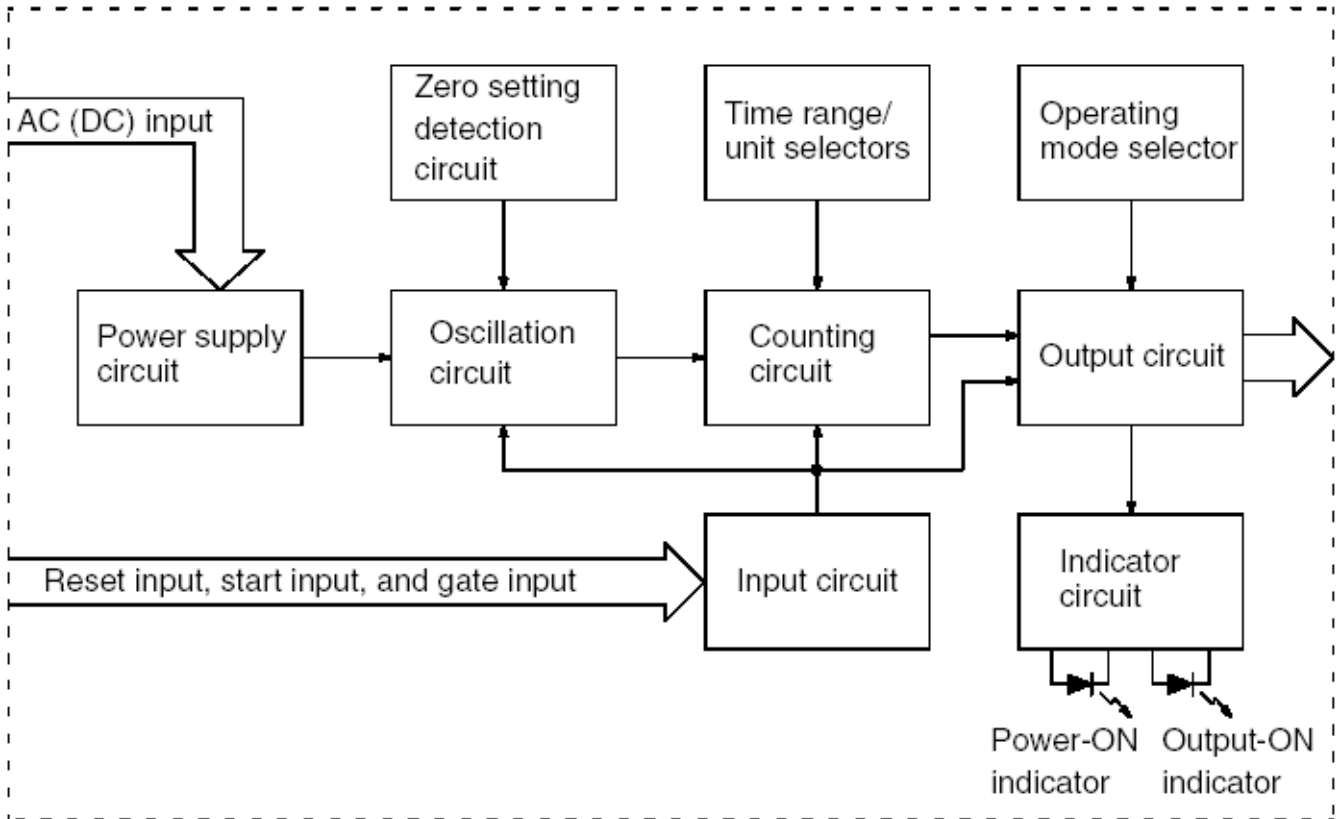 AC (DC) input
Zero setting
detection
circuit
Time range/
unit selectors
Operating
mode selector
Power supply
circuit
Oscillation
circuit
Counting
circuit
Output circuit
Reset input, start input, and gate input
Input circuit
Indicator
circuit
Power-ON
indicator
Output-ON
indicator